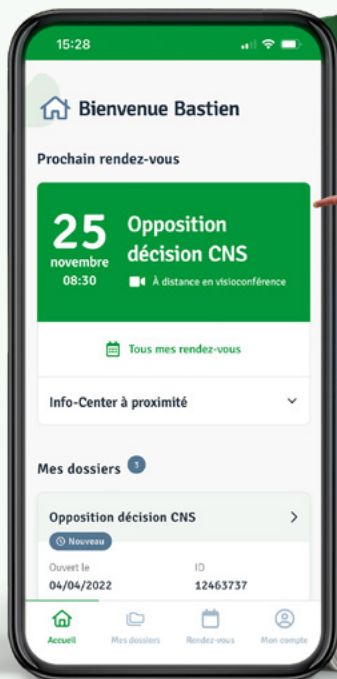 15:28
Bienvenue Bastien
Prochain rendez-vous
25
novembre
08:30
Opposition
décision CNS
À distance en visioconférence
Tous mes rendez-vous
Info-Center à proximité
Mes dossiers 3
Opposition décision CNS
Nouveau
Ouvert le
04/04/2022
ID
12463737
Accueil
Mes dossiers
Rendez-vous
Mon compte